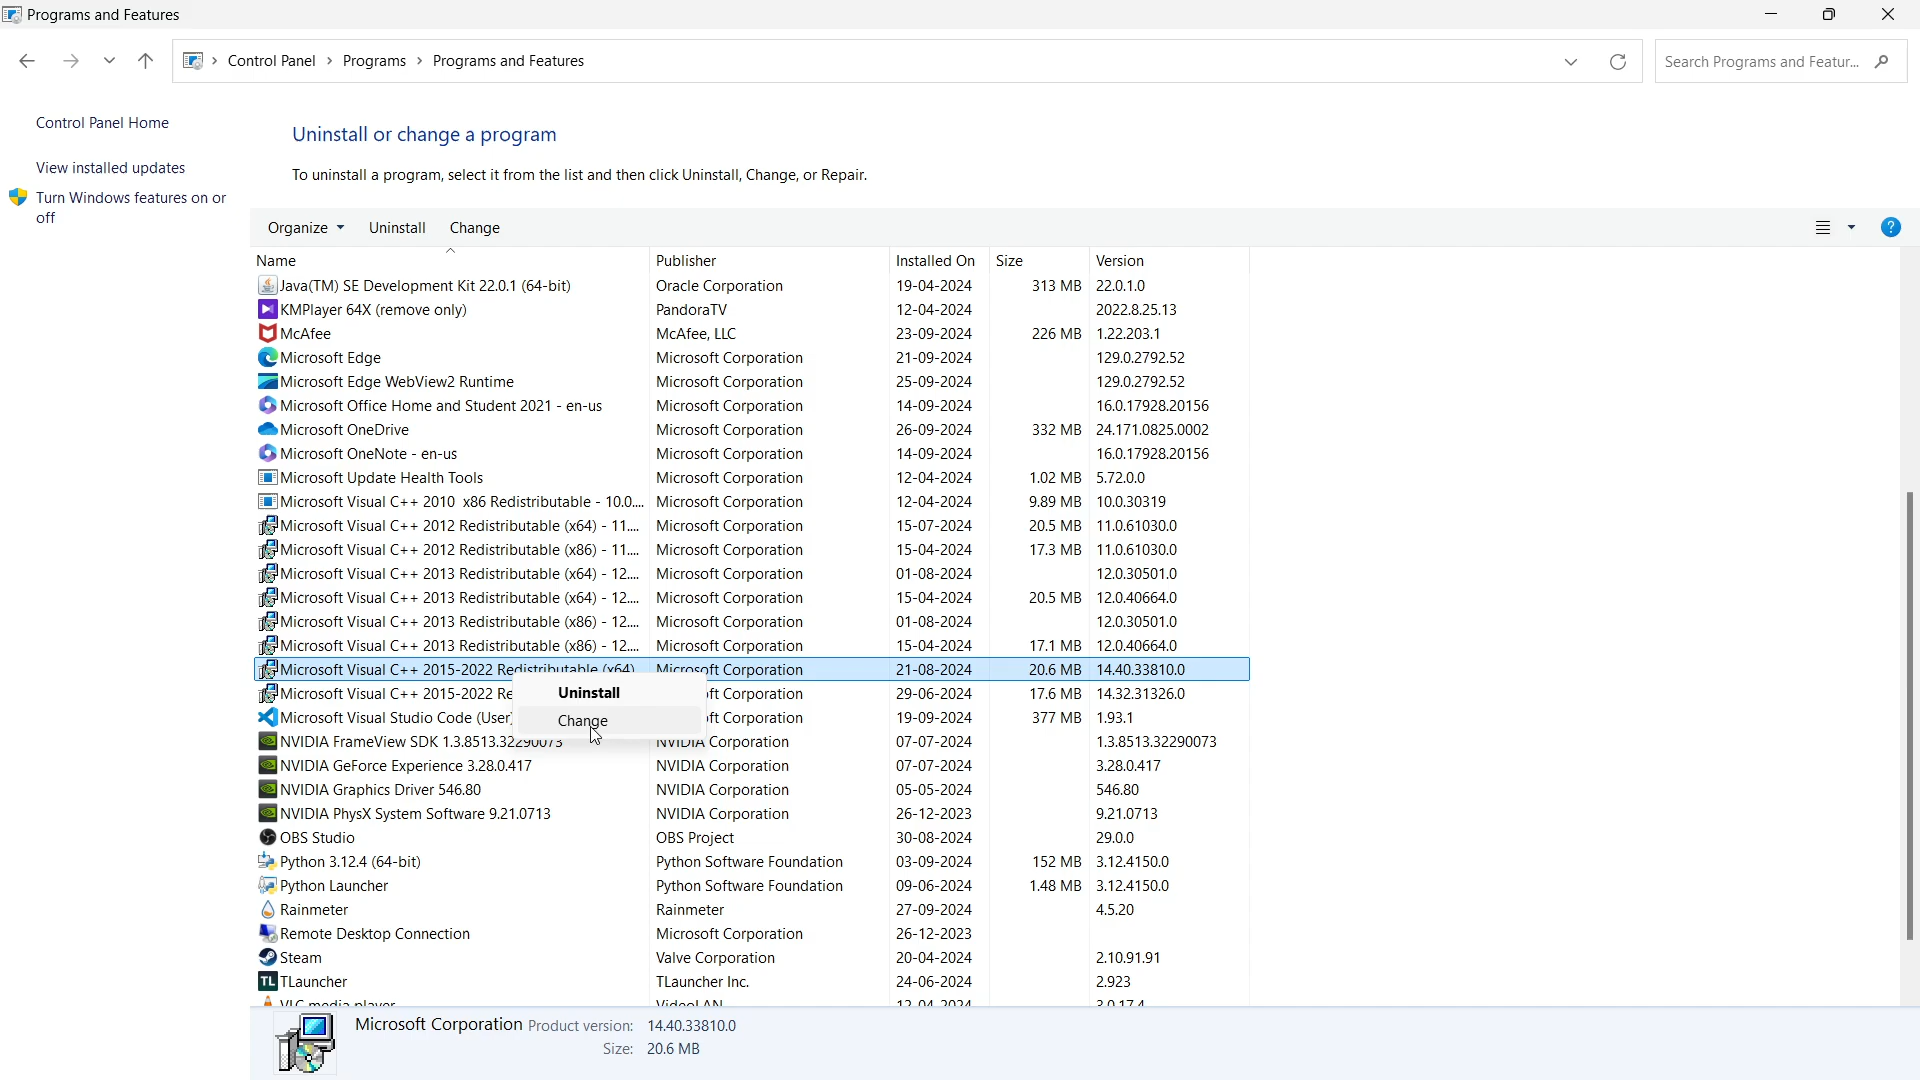 Programs and Features
Control Panel > Programs > Programs and Features
Search Programs and Featur...
Control Panel Home
View installed updates
Turn Windows features on or
off
Uninstall or change a program
To uninstall a program, select it from the list and then click Uninstall, Change, or Repair.
Organize Uninstall Change
Name Publisher Installed On Size Version
Java(TM) SE Development Kit 22.0.1 (64-bit) Oracle Corporation 19-04-2024 313 MB 22.0.1.0
KMPlayer 64X (remove only) PandoraTV 12-04-2024 2022.8.25.13
McAfee McAfee, LLC 23-09-2024 226 MB 1.22.203.1
Microsoft Edge Microsoft Corporation 21-09-2024 129.0.2792.52
Microsoft Edge WebView2 Runtime Microsoft Corporation 25-09-2024 129.0.2792.52
Microsoft Office Home and Student 2021 - en-us Microsoft Corporation 14-09-2024 16.0.17928.20156
Microsoft OneDrive Microsoft Corporation 26-09-2024 332 MB 24.171.0825.0002
Microsoft OneNote - en-us Microsoft Corporation 14-09-2024 16.0.17928.20156
Microsoft Update Health Tools Microsoft Corporation 12-04-2024 1.02 MB 5.72.0.0
Microsoft Visual C++ 2010 x86 Redistributable - 10.0.... Microsoft Corporation 12-04-2024 9.89 MB 10.0.30319
Microsoft Visual C++ 2012 Redistributable (x64) - 11.... Microsoft Corporation 15-07-2024 20.5 MB 11.0.61030.0
Microsoft Visual C++ 2012 Redistributable (x86) - 11.... Microsoft Corporation 15-04-2024 17.3 MB 11.0.61030.0
Microsoft Visual C++ 2013 Redistributable (x64) - 12.... Microsoft Corporation 01-08-2024 12.0.30501.0
Microsoft Visual C++ 2013 Redistributable (x64) - 12.... Microsoft Corporation 15-04-2024 20.5 MB 12.0.40664.0
Microsoft Visual C++ 2013 Redistributable (x86) - 12.... Microsoft Corporation 01-08-2024 12.0.30501.0
Microsoft Visual C++ 2013 Redistributable (x86) - 12.... Microsoft Corporation 15-04-2024 17.1 MB 12.0.40664.0
Microsoft Visual C++ 2015-2022 Redistributable (x64) Microsoft Corporation 21-08-2024 20.6 MB 14.40.33810.0
Microsoft Visual C++ 2015-2022 Re Uninstall ft Corporation 29-06-2024 17.6 MB 14.32.31326.0
Microsoft Visual Studio Code (User) Change ft Corporation 19-09-2024 377 MB 1.93.1
NVIDIA FrameView SDK 1.3.8513.32290073 NVIDIA Corporation 07-07-2024 1.3.8513.32290073
NVIDIA GeForce Experience 3.28.0.417 NVIDIA Corporation 07-07-2024 3.28.0.417
NVIDIA Graphics Driver 546.80 NVIDIA Corporation 05-05-2024 546.80
NVIDIA PhysX System Software 9.21.0713 NVIDIA Corporation 26-12-2023 9.21.0713
OBS Studio OBS Project 30-08-2024 29.0.0
Python 3.12.4 (64-bit) Python Software Foundation 03-09-2024 152 MB 3.12.4150.0
Python Launcher Python Software Foundation 09-06-2024 1.48 MB 3.12.4150.0
Rainmeter Rainmeter 27-09-2024 4.5.20
Remote Desktop Connection Microsoft Corporation 26-12-2023
Steam Valve Corporation 20-04-2024 2.10.91.91
TL TLauncher TLauncher Inc. 24-06-2024 2.923
VLC media player VideoLAN 12-04-2024 3.0.17.4
Microsoft Corporation Product version: 14.40.33810.0
Size: 20.6 MB